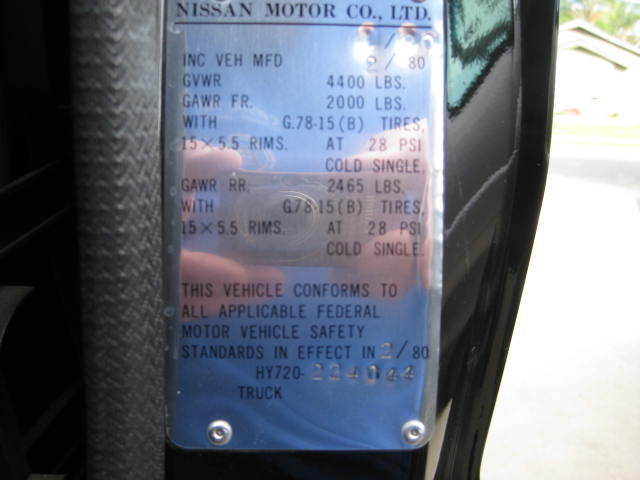 NISSAN MOTOR CO., LTD.
INC VEH MFD 2/80
GVWR 4400 LBS.
GAWR FR. 2000 LBS.
WITH G.78-15(B) TIRES,
15×5.5 RIMS. AT 28 PSI
COLD SINGLE.
GAWR RR. 2465 LBS.
WITH G.78-15(B) TIRES,
15×5.5 RIMS. AT 28 PSI
COLD SINGLE.
THIS VEHICLE CONFORMS TO
ALL APPLICABLE FEDERAL
MOTOR VEHICLE SAFETY
STANDARDS IN EFFECT IN 2/80
HY720-
TRUCK